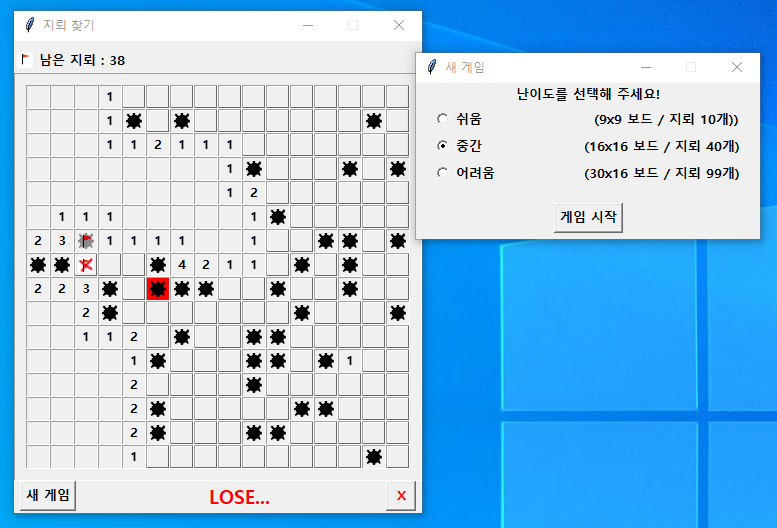 지뢰 찾기
남은 지뢰 : 38
1
1
1 1 2 1 1 1
1
1 2
1 1 1 1
2 3 1 1 1 1 1
4 2 1 1
2 2 3
2
1 1 2
1 1
2
2
2
1
새 게임 LOSE... X
새 게임
난이도를 선택해 주세요!
쉬움 (9x9 보드 / 지뢰 10개))
중간 (16x16 보드 / 지뢰 40개)
어려움 (30x16 보드 / 지뢰 99개)
게임 시작